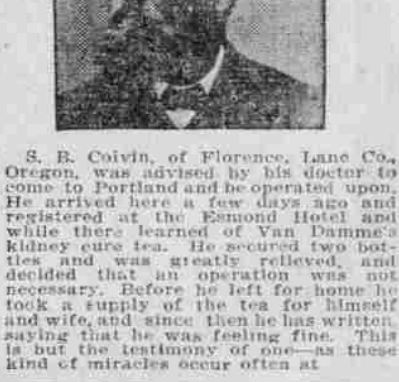 S. B. Colvin, of Florence, Lane Co.,
Oregon, was advised by his doctor to
come to Portland and be operated upon.
He arrived here a few days ago and
registered at the Esmond Hotel and
while there learned of Van Damme's
kidney cure tea. He secured two bot-
tles and was greatly relieved, and
decided that an operation was not
necessary. Before he left for home he
took a supply of the tea for himself
and wife, and since then he has written
saying that he was feeling fine. This
is but the testimony of one—as these
kind of miracles occur often at